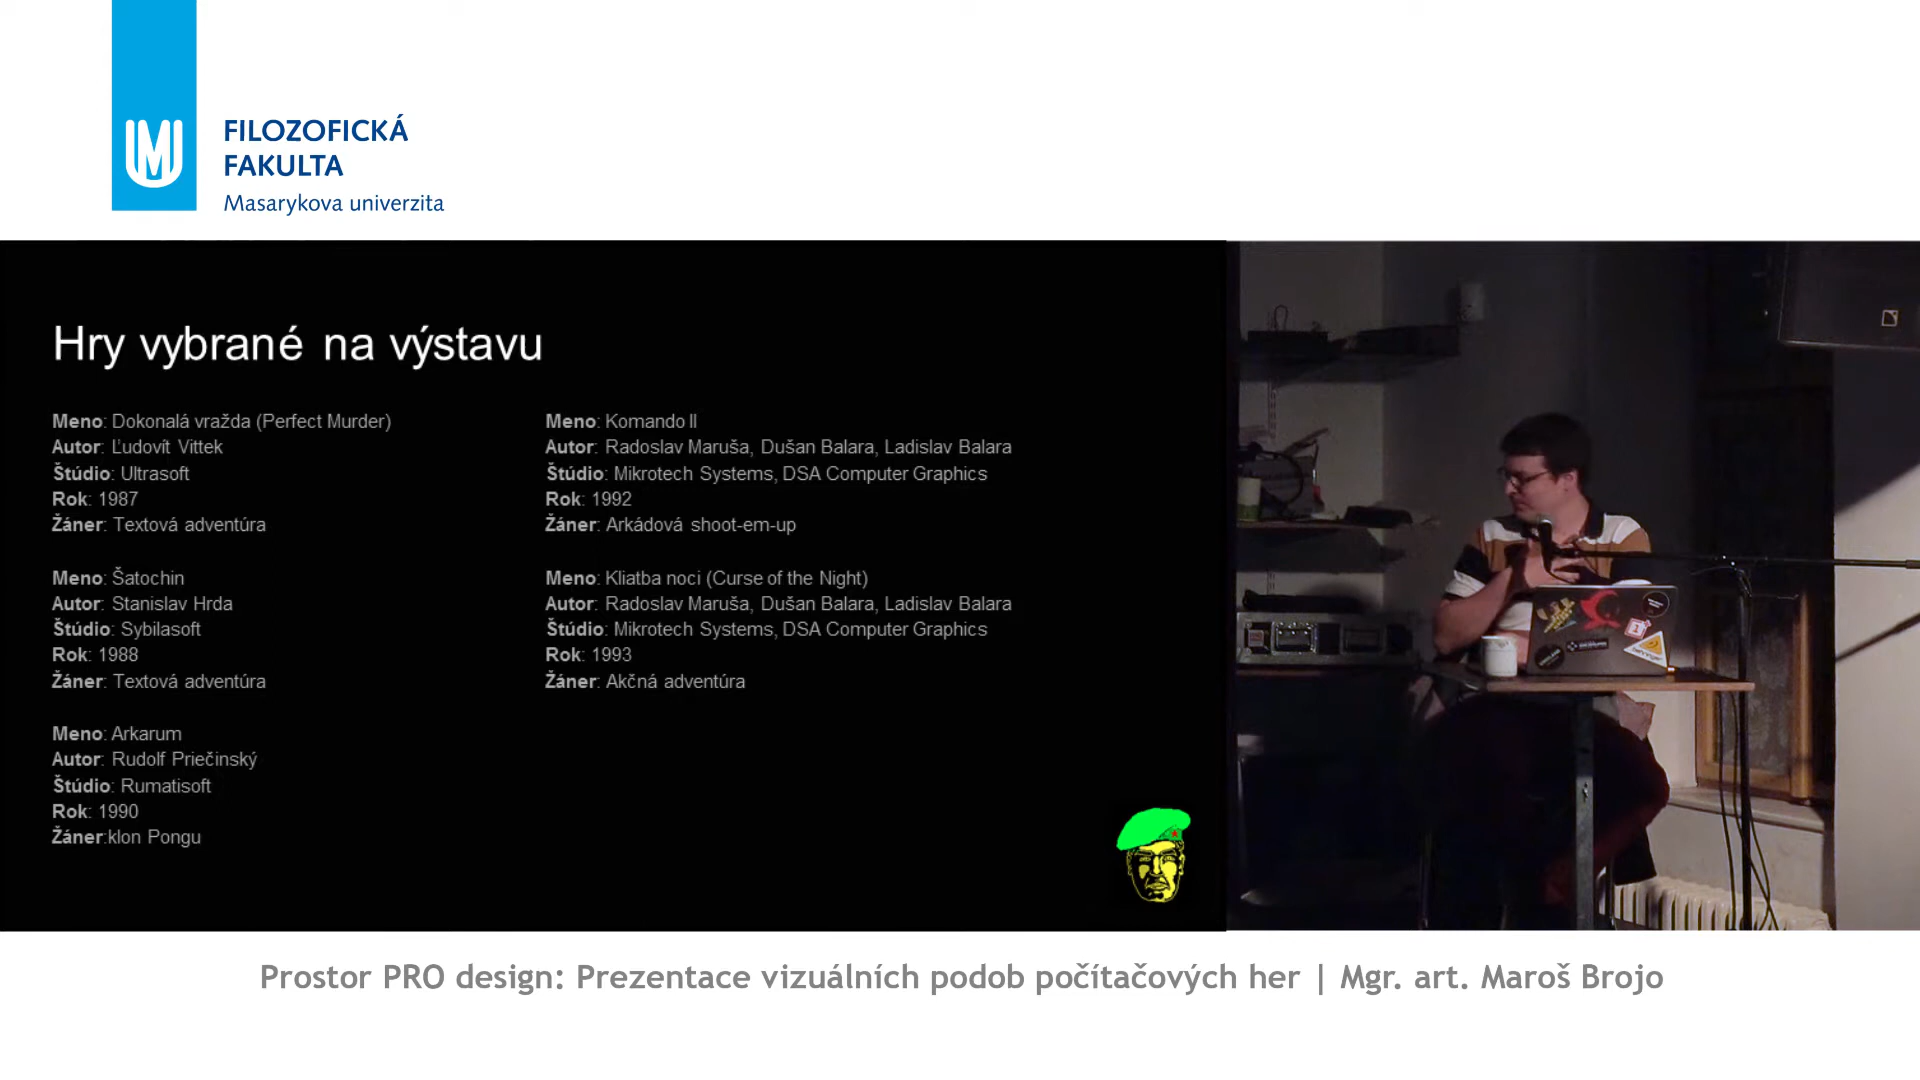 FILOZOFICKÁ
FAKULTA
Masarykova univerzita
Hry vybrané na výstavu
Meno: Dokonalá vražda (Perfect Murder)
Autor: Ľudovít Vittek
Štúdio: Ultrasoft
Rok: 1987
Žáner: Textová adventúra
Meno: Šatochin
Autor: Stanislav Hrda
Štúdio: Sybilasoft
Rok: 1988
Žáner: Textová adventúra
Meno: Arkarum
Autor: Rudolf Priečinský
Štúdio: Rumatisoft
Rok: 1990
Žáner:klon Pongu
Meno: Komando II
Autor: Radoslav Maruša, Dušan Balara, Ladislav Balara
Štúdio: Mikrotech Systems, DSA Computer Graphics
Rok: 1992
Žáner: Arkádová shoot-em-up
Meno: Kliatba noci (Curse of the Night)
Autor: Radoslav Maruša, Dušan Balara, Ladislav Balara
Štúdio: Mikrotech Systems, DSA Computer Graphics
Rok: 1993
Žáner: Akčná adventúra
Prostor PRO design: Prezentace vizuálních podob počítačových her | Mgr. art. Maroš Brojo